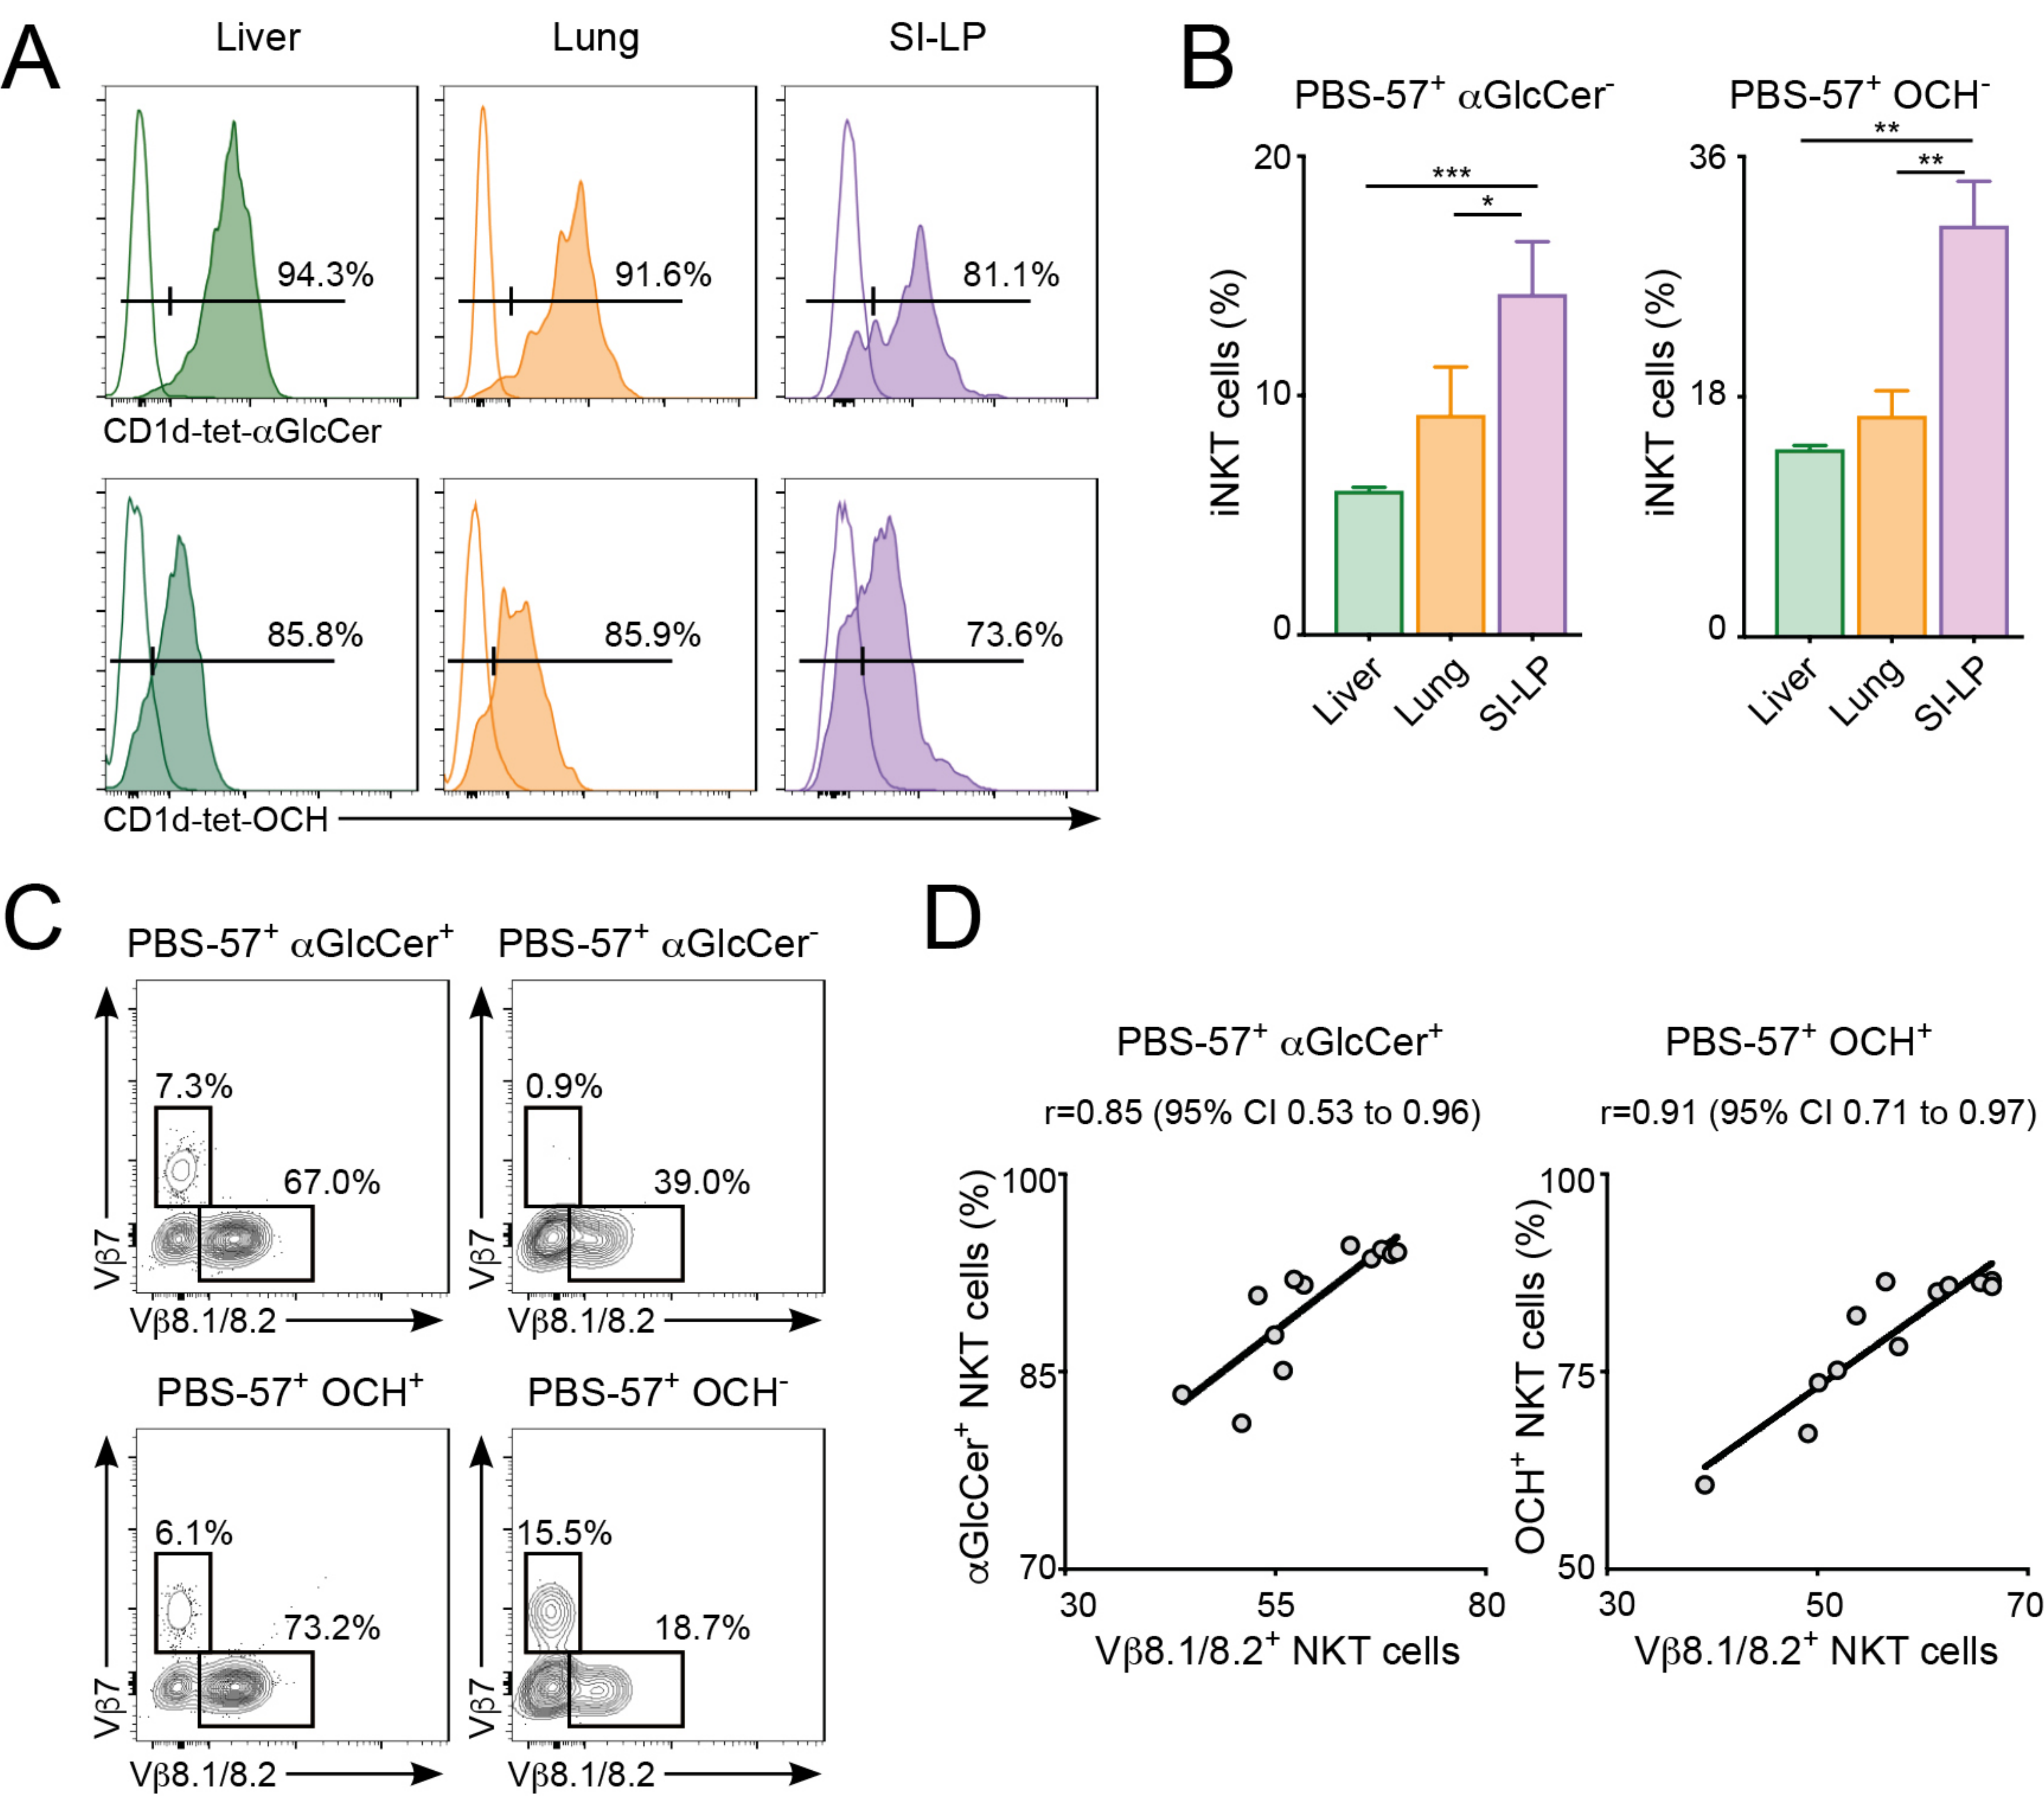 A
Liver Lung SI-LP
94.3% 91.6% 81.1%
CD1d-tet-αGlcCer
85.8% 85.9% 73.6%
CD1d-tet-OCH
B
PBS-57⁺ αGlcCer⁻ PBS-57⁺ OCH⁻
iNKT cells (%)
20
10
0
***
*
Liver Lung SI-LP
iNKT cells (%)
36
18
0
**
**
Liver Lung SI-LP
C
PBS-57⁺ αGlcCer⁺ PBS-57⁺ αGlcCer⁻
Vβ7
7.3%
67.0%
Vβ8.1/8.2
Vβ7
0.9%
39.0%
Vβ8.1/8.2
PBS-57⁺ OCH⁺ PBS-57⁺ OCH⁻
Vβ7
6.1%
73.2%
Vβ8.1/8.2
Vβ7
15.5%
18.7%
Vβ8.1/8.2
D
PBS-57⁺ αGlcCer⁺
r=0.85 (95% CI 0.53 to 0.96)
αGlcCer⁺ NKT cells (%)
100
85
70
30 55 80
Vβ8.1/8.2⁺ NKT cells
PBS-57⁺ OCH⁺
r=0.91 (95% CI 0.71 to 0.97)
OCH⁺ NKT cells (%)
100
75
50
30 50 70
Vβ8.1/8.2⁺ NKT cells